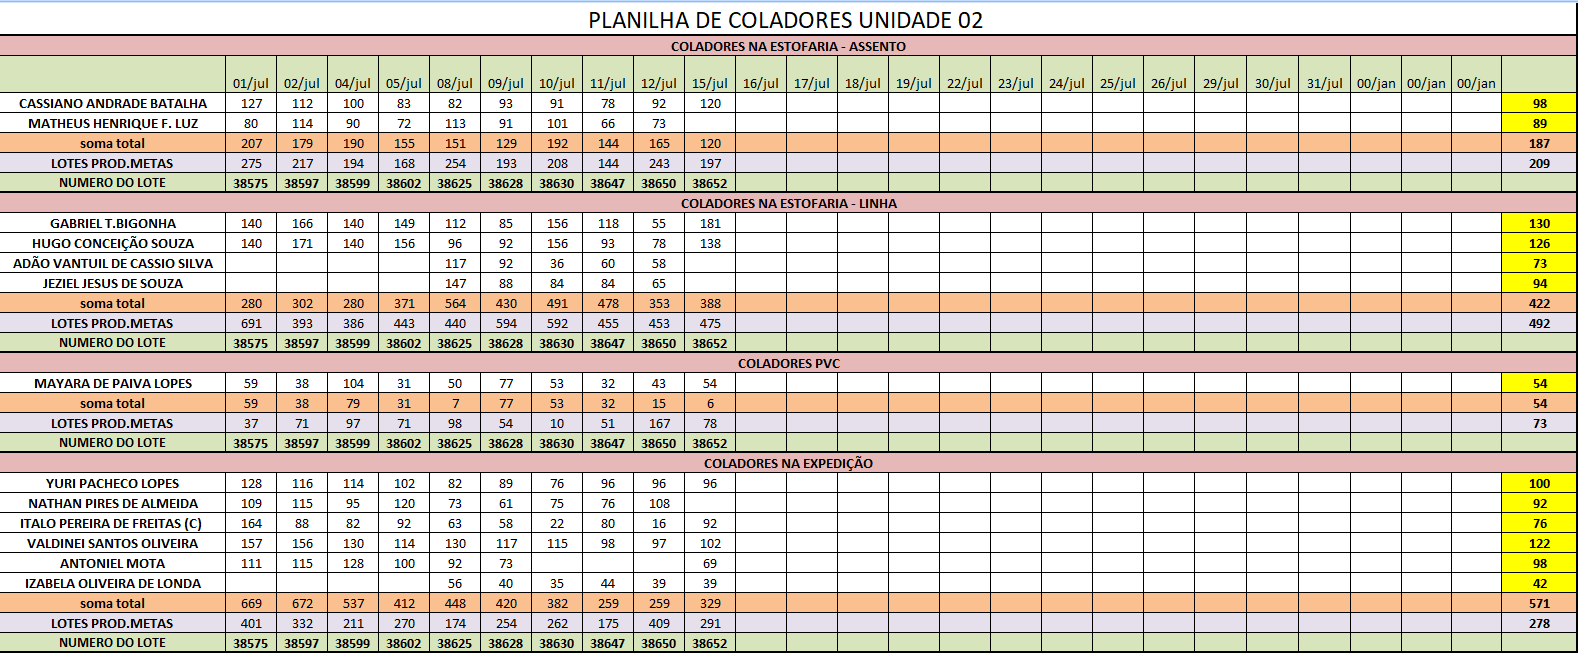 PLANILHA DE COLADORES UNIDADE 02
COLADORES NA ESTOFARIA - ASSENTO
01/jul 02/jul 04/jul 05/jul 08/jul 09/jul 10/jul 11/jul 12/jul 15/jul 16/jul 17/jul 18/jul 19/jul 22/jul 23/jul 24/jul 25/jul 26/jul 29/jul 30/jul 31/jul 00/jan 00/jan 00/jan
CASSIANO ANDRADE BATALHA 127 112 100 83 82 93 91 78 92 120 98
MATHEUS HENRIQUE F. LUZ 80 114 90 72 113 91 101 66 73 89
soma total 207 179 190 155 151 129 192 144 165 120 187
LOTES PROD.METAS 275 217 194 168 254 193 208 144 243 197 209
NUMERO DO LOTE 38575 38597 38599 38602 38625 38628 38630 38647 38650 38652
COLADORES NA ESTOFARIA - LINHA
GABRIEL T.BIGONHA 140 166 140 149 112 85 156 118 55 181 130
HUGO CONCEIÇÃO SOUZA 140 171 140 156 96 92 156 93 78 138 126
ADÃO VANTUIL DE CASSIO SILVA 117 92 36 60 58 73
JEZIEL JESUS DE SOUZA 147 88 84 84 65 94
soma total 280 302 280 371 564 430 491 478 353 388 422
LOTES PROD.METAS 691 393 386 443 440 594 592 455 453 475 492
NUMERO DO LOTE 38575 38597 38599 38602 38625 38628 38630 38647 38650 38652
COLADORES PVC
MAYARA DE PAIVA LOPES 59 38 104 31 50 77 53 32 43 54 54
soma total 59 38 79 31 7 77 53 32 15 6 54
LOTES PROD.METAS 37 71 97 71 98 54 10 51 167 78 73
NUMERO DO LOTE 38575 38597 38599 38602 38625 38628 38630 38647 38650 38652
COLADORES NA EXPEDIÇÃO
YURI PACHECO LOPES 128 116 114 102 82 89 76 96 96 96 100
NATHAN PIRES DE ALMEIDA 109 115 95 120 73 61 75 76 108 92
ITALO PEREIRA DE FREITAS (C) 164 88 82 92 63 58 22 80 16 92 76
VALDINEI SANTOS OLIVEIRA 157 156 130 114 130 117 115 98 97 102 122
ANTONIEL MOTA 111 115 128 100 92 73 69 98
IZABELA OLIVEIRA DE LONDA 56 40 35 44 39 39 42
soma total 669 672 537 412 448 420 382 259 259 329 571
LOTES PROD.METAS 401 332 211 270 174 254 262 175 409 291 278
NUMERO DO LOTE 38575 38597 38599 38602 38625 38628 38630 38647 38650 38652